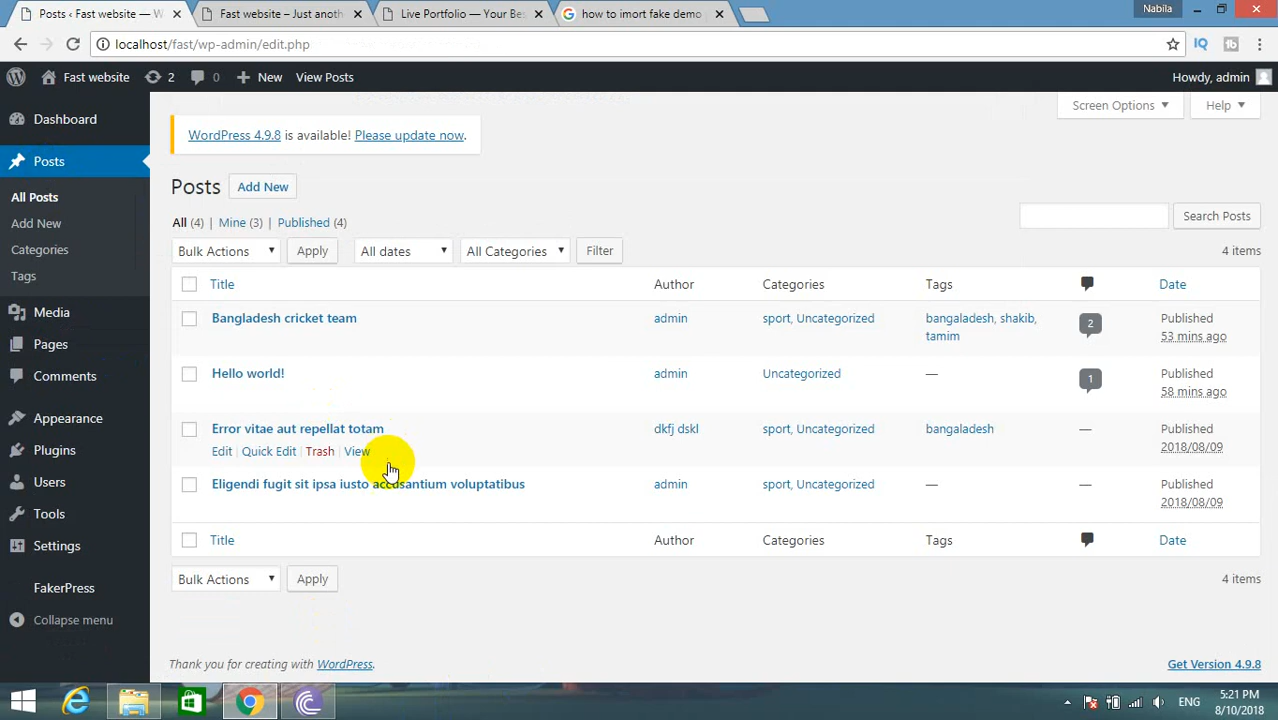 Posts ‹ Fast website — W
Fast website – Just anoth
Live Portfolio — Your Bes
how to imort fake demo
Nabila
localhost/fast/wp-admin/edit.php
IQ
Fast website 2 0 New View Posts
Howdy, admin
Dashboard
Posts
All Posts
Add New
Categories
Tags
Media
Pages
Comments
Appearance
Plugins
Users
Tools
Settings
FakerPress
Collapse menu
Screen Options
Help
WordPress 4.9.8 is available! Please update now.
Posts Add New
All (4) | Mine (3) | Published (4)
Search Posts
Bulk Actions Apply All dates All Categories Filter 4 items
Title Author Categories Tags Date
Bangladesh cricket team admin sport, Uncategorized bangladesh, shakib, 2 Published
tamim 53 mins ago
Hello world! admin Uncategorized — 1 Published
58 mins ago
Error vitae aut repellat totam dkfj dskl sport, Uncategorized bangladesh — Published
Edit | Quick Edit | Trash | View 2018/08/09
Eligendi fugit sit ipsa iusto accusantium voluptatibus admin sport, Uncategorized — — Published
2018/08/09
Title Author Categories Tags Date
Bulk Actions Apply 4 items
Thank you for creating with WordPress.
Get Version 4.9.8
ENG
5:21 PM
8/10/2018